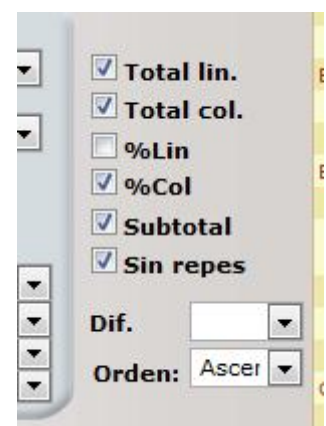 Total lin.
Total col.
%Lin
%Col
Subtotal
Sin repes
Dif.
Orden: Ascer